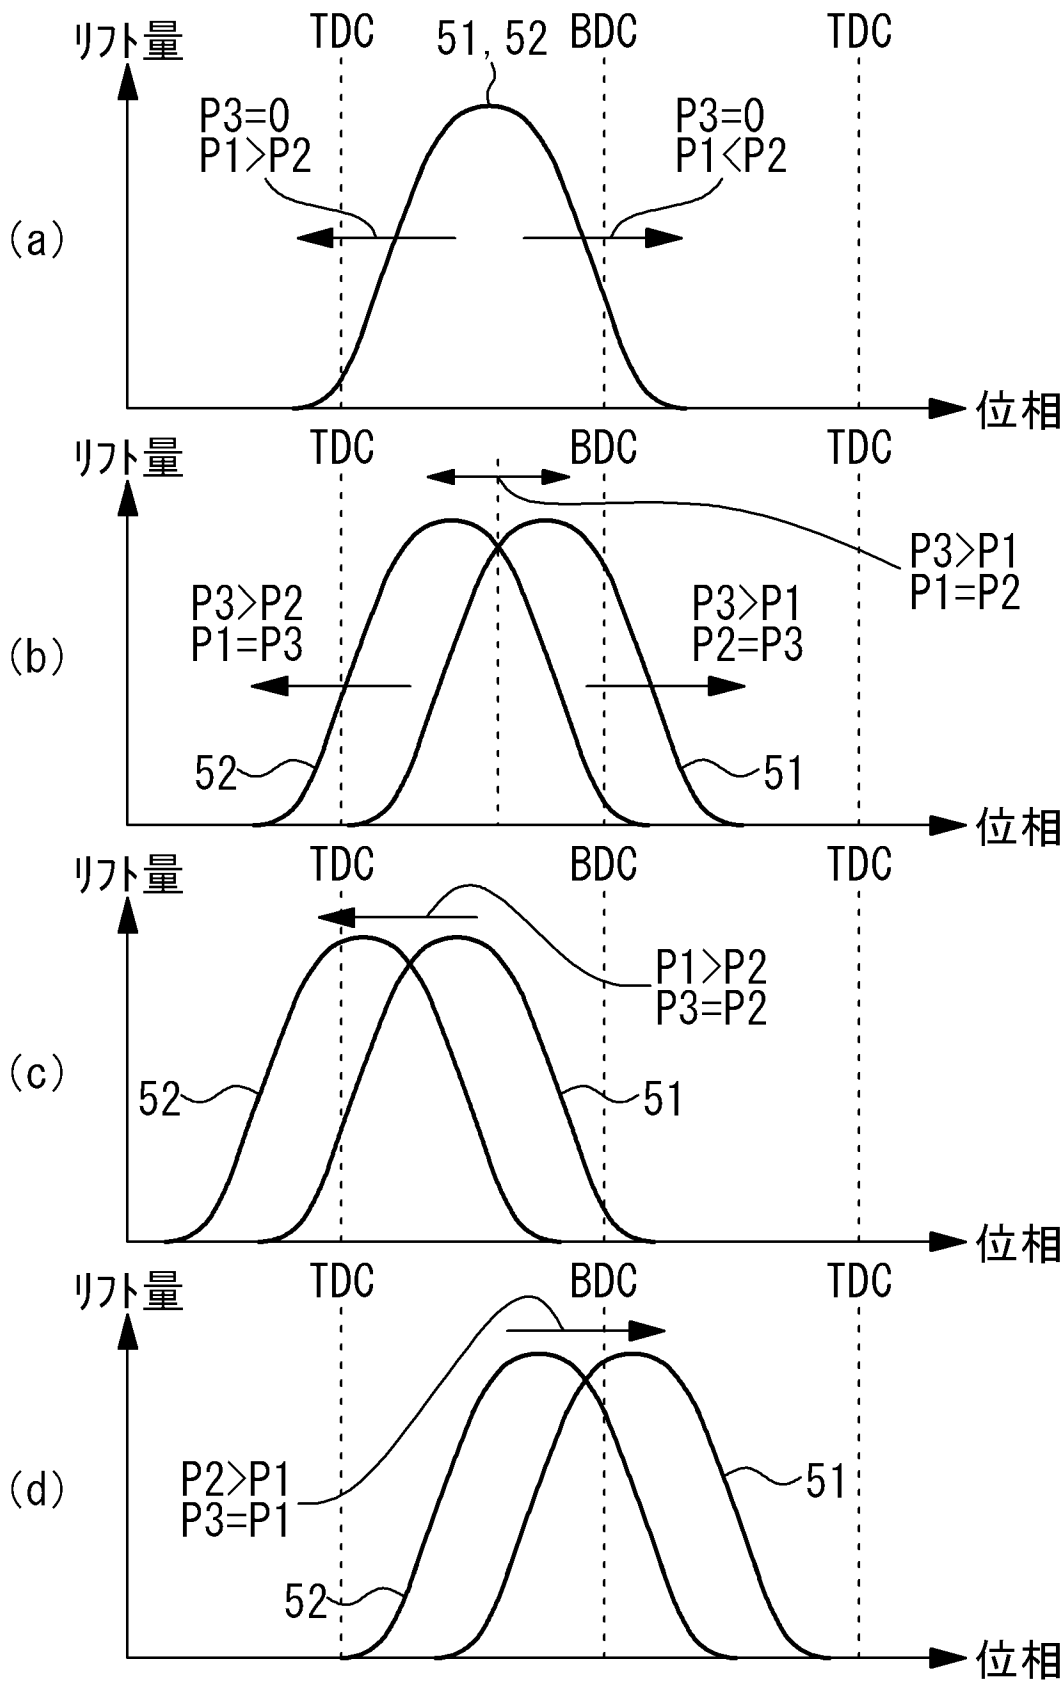 リフト量
TDC
51, 52
BDC
TDC
P3=0
P1>P2
P3=0
P1<P2
(a)
位相
リフト量
TDC
BDC
TDC
P3>P1
P1=P2
P3>P2
P1=P3
P3>P1
P2=P3
(b)
52
51
位相
リフト量
TDC
BDC
TDC
P1>P2
P3=P2
(c)
52
51
位相
リフト量
TDC
BDC
TDC
P2>P1
P3=P1
(d)
51
52
位相